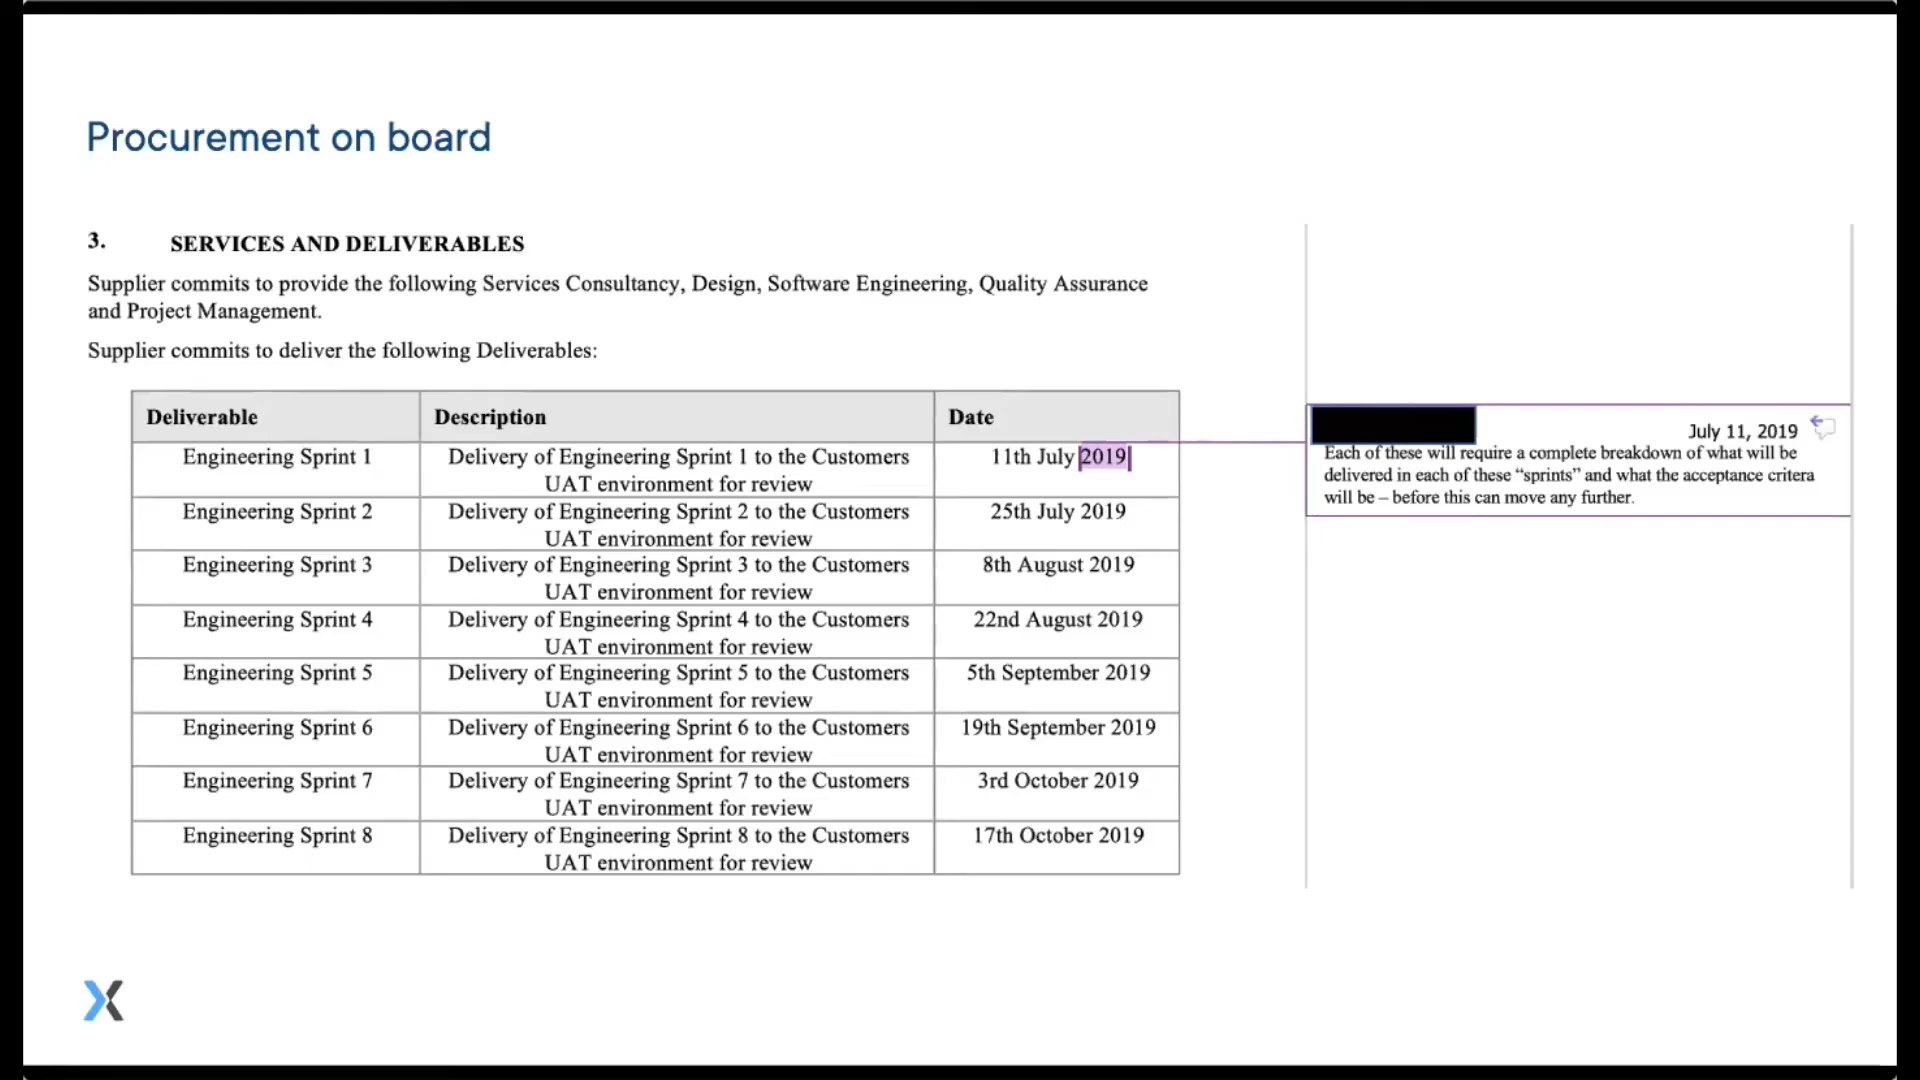 Procurement on board
3. SERVICES AND DELIVERABLES
Supplier commits to provide the following Services Consultancy, Design, Software Engineering, Quality Assurance
and Project Management.
Supplier commits to deliver the following Deliverables:
Deliverable Description Date
Engineering Sprint 1 Delivery of Engineering Sprint 1 to the Customers 11th July 2019
UAT environment for review
Engineering Sprint 2 Delivery of Engineering Sprint 2 to the Customers 25th July 2019
UAT environment for review
Engineering Sprint 3 Delivery of Engineering Sprint 3 to the Customers 8th August 2019
UAT environment for review
Engineering Sprint 4 Delivery of Engineering Sprint 4 to the Customers 22nd August 2019
UAT environment for review
Engineering Sprint 5 Delivery of Engineering Sprint 5 to the Customers 5th September 2019
UAT environment for review
Engineering Sprint 6 Delivery of Engineering Sprint 6 to the Customers 19th September 2019
UAT environment for review
Engineering Sprint 7 Delivery of Engineering Sprint 7 to the Customers 3rd October 2019
UAT environment for review
Engineering Sprint 8 Delivery of Engineering Sprint 8 to the Customers 17th October 2019
UAT environment for review
July 11, 2019
Each of these will require a complete breakdown of what will be
delivered in each of these “sprints” and what the acceptance critera
will be – before this can move any further.